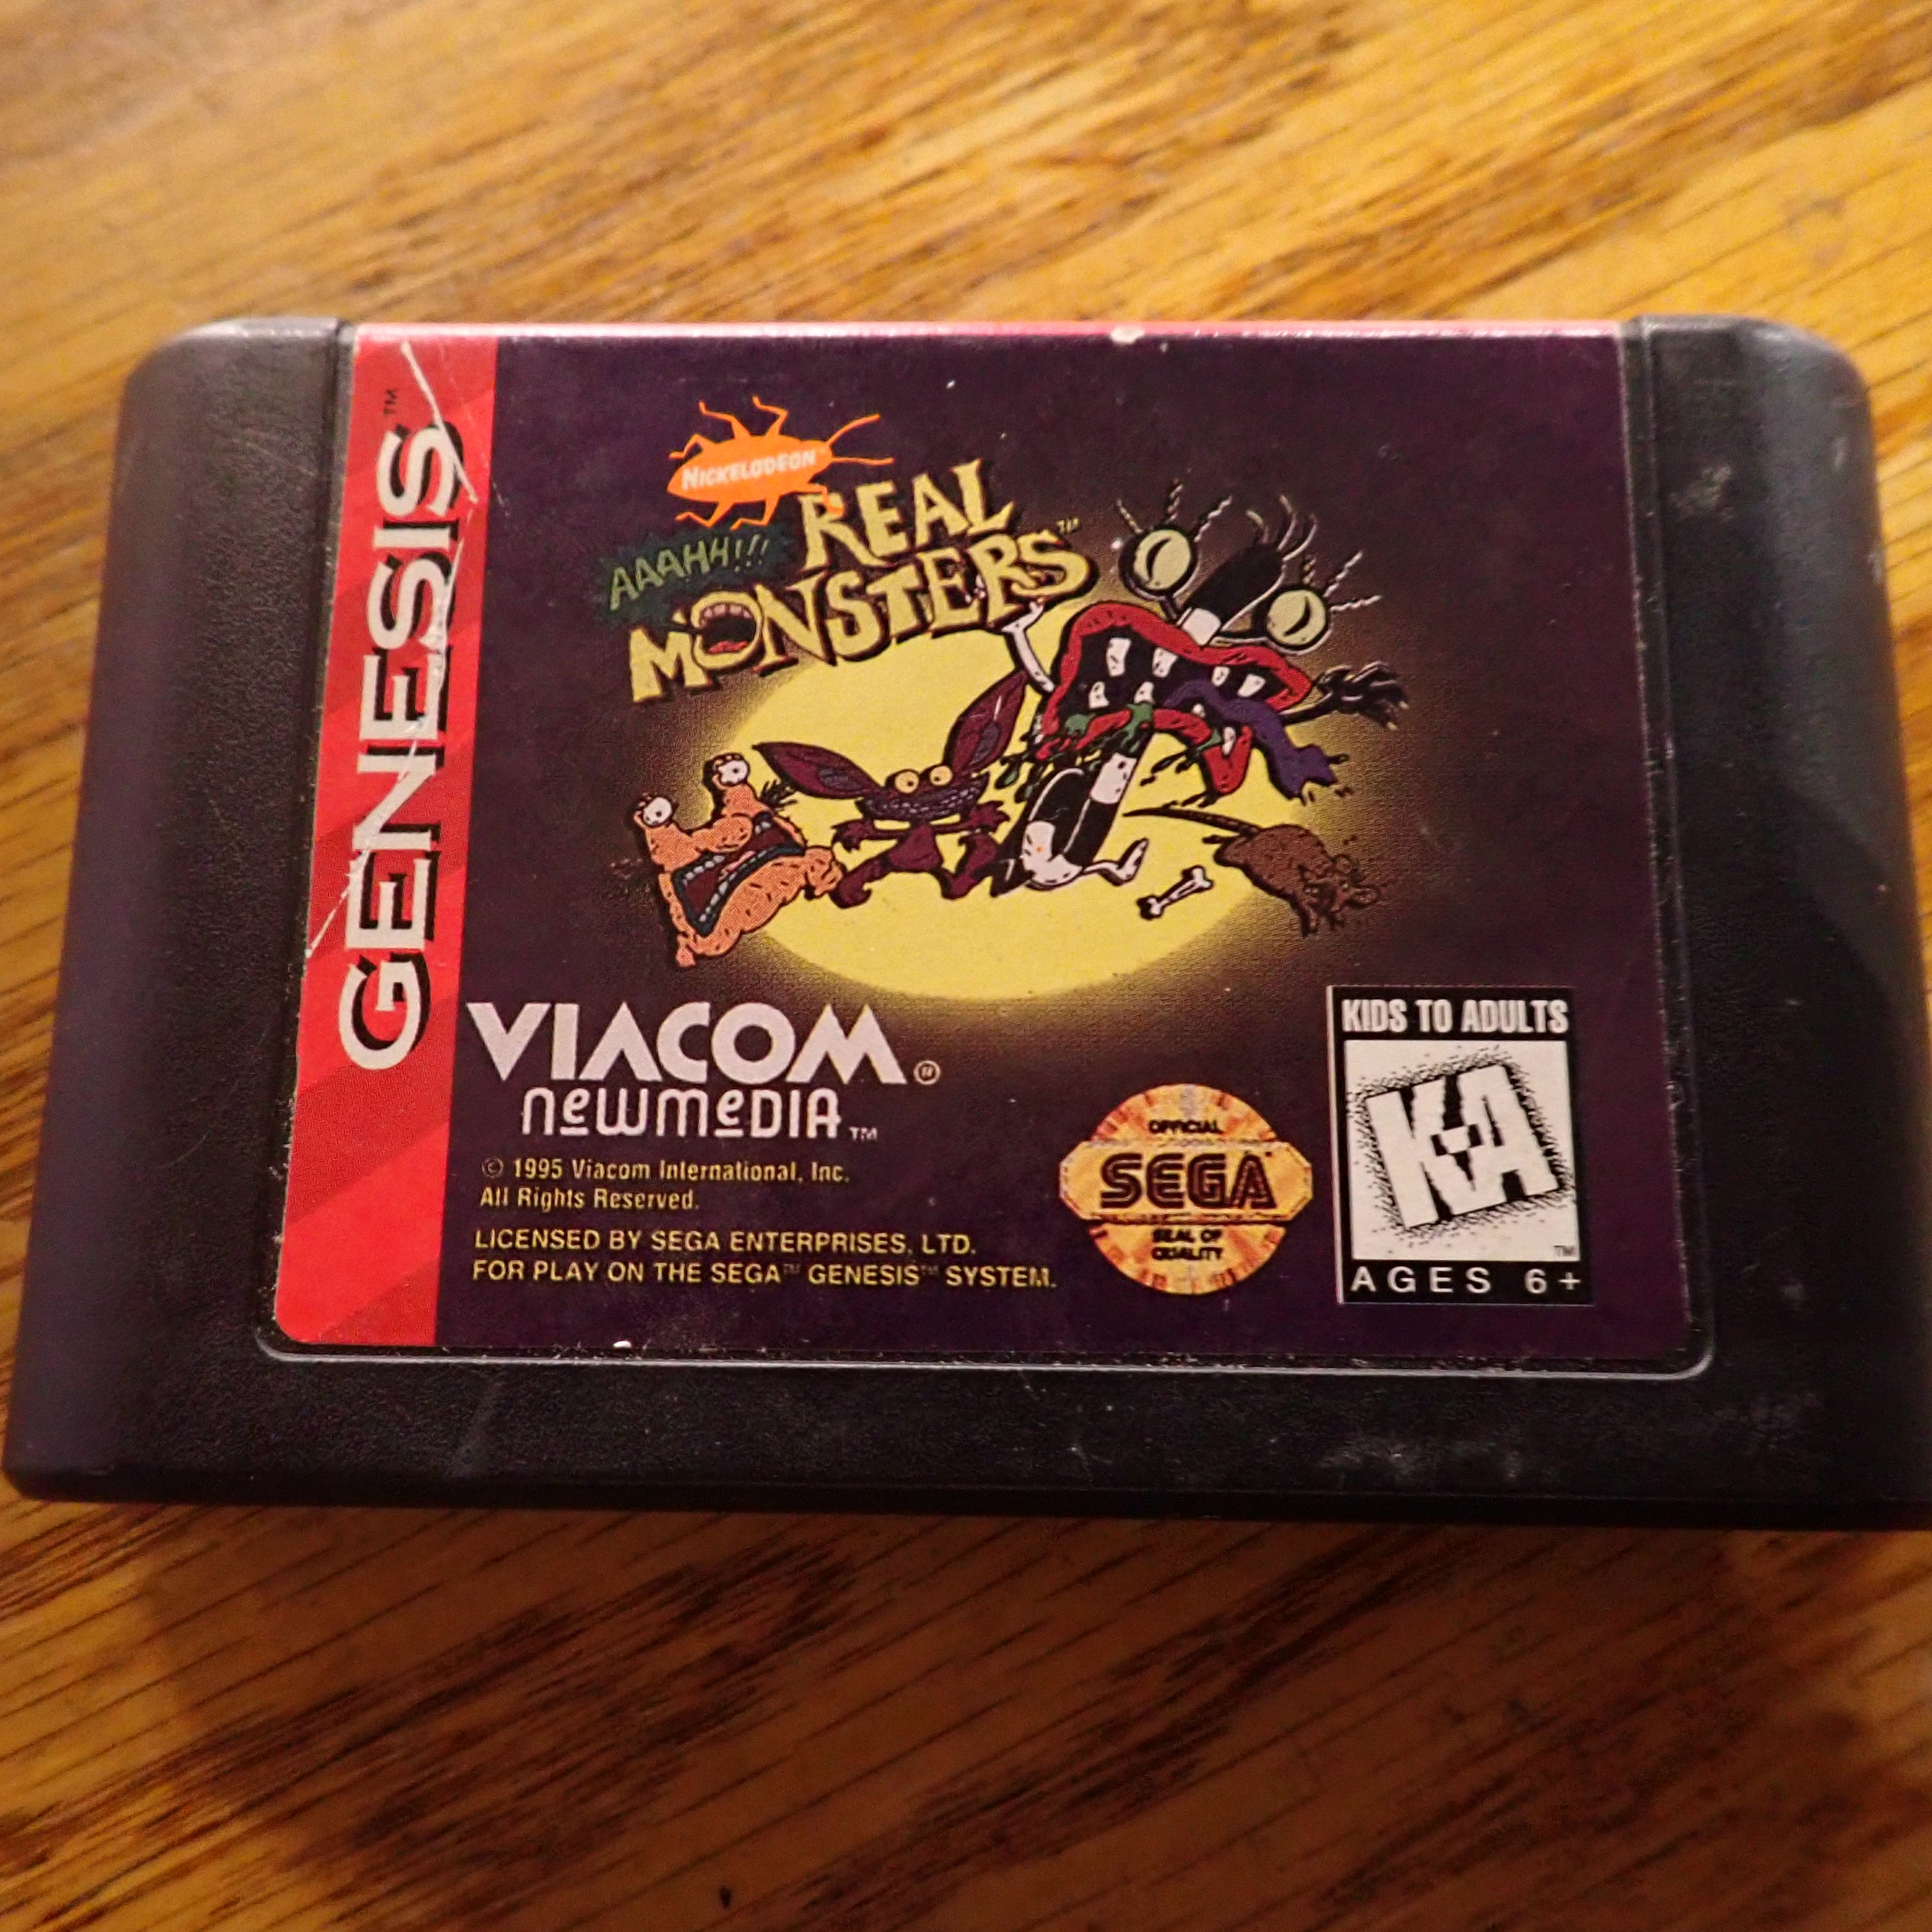 GENESIS™
NICKELODEON
AAAHH!!!
REAL
MONSTERS™
VIACOM®
newmedia™
© 1995 Viacom International, Inc.
All Rights Reserved.
LICENSED BY SEGA ENTERPRISES, LTD.
FOR PLAY ON THE SEGA™ GENESIS™ SYSTEM.
OFFICIAL
SEGA
SEAL OF
QUALITY
KIDS TO ADULTS
K-A
TM
AGES 6+